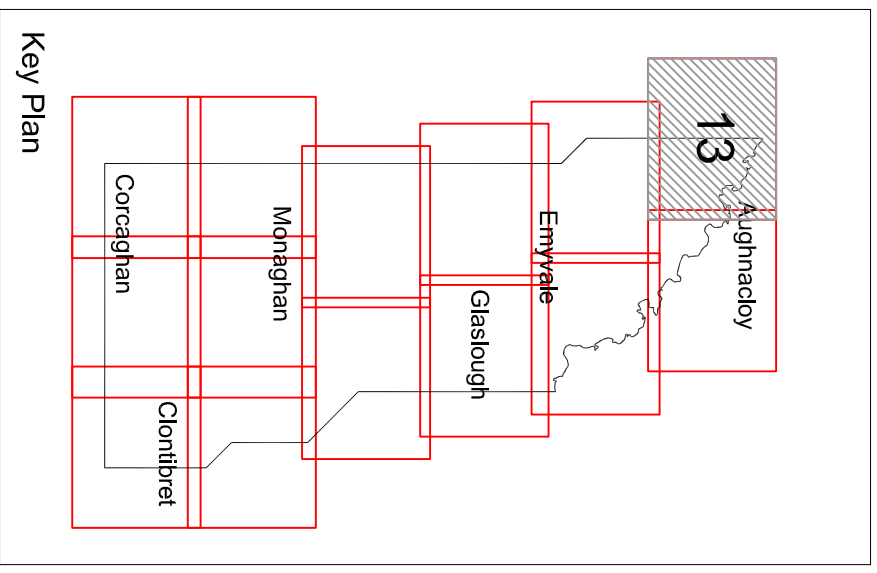 Key Plan
13
Aughnacloy
Emyvale
Glaslough
Monaghan
Corcaghan
Clontibret